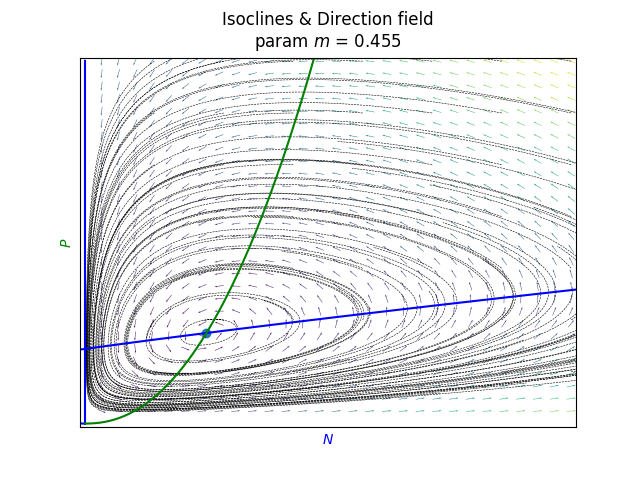 Isoclines & Direction field
param m = 0.455
P
N